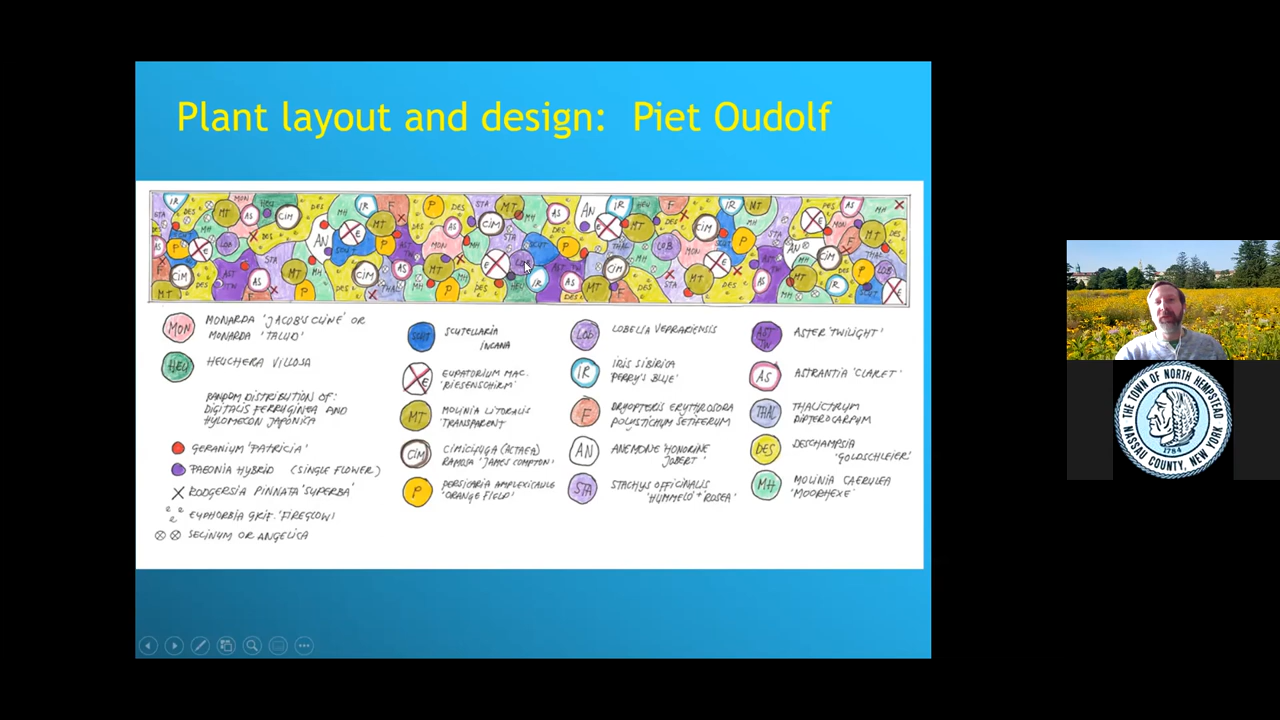 Plant layout and design: Piet Oudolf
MON
MONARDA 'JACOB'S CLINE' OR
MONARDA 'TALUD'
HEU
HEUCHERA VILLOSA
RANDOM DISTRIBUTION OF:
DIGITALIS FERRUGINEA AND
HYLOMECON JAPONICA
GERANIUM 'PATRICIA'
PAEONIA HYBRID (SINGLE FLOWER)
RODGERSIA PINNATA 'SUPERBA'
EUPHORBIA GRIF. 'FIREGLOW'
SELINUM OR ANGELICA
SCUT
SCUTELLARIA
INCANA
E
EUPATORIUM MAC.
'RIESENSCHIRM'
MT
MOLINIA LITORALIS
'TRANSPARENT'
CIM
CIMICIFUGA (ACTAEA)
RAMOSA 'JAMES COMPTON'
P
PERSICARIA AMPLEXICAULE
'ORANGE FIELD'
LOB
LOBELIA VEDRARIENSIS
IR
IRIS SIBIRICA
'PERRY'S BLUE'
F
DRYOPTERIS ERYTHROSORA
POLYSTICHUM SETIFERUM
AN
ANEMONE 'HONORINE
JOBERT'
STA
STACHYS OFFICINALIS
'HUMMELO + ROSEA'
AST
TW
ASTER 'TWILIGHT'
AS
ASTRANTIA 'CLARET'
THAL
THALICTRUM
DIPTEROCARPUM
DES
DESCHAMPSIA
'GOLDSCHLEIER'
MH
MOLINIA CAERULEA
'MOORHEXE'
THE TOWN OF NORTH HEMPSTEAD
NASSAU COUNTY, NEW YORK
1784